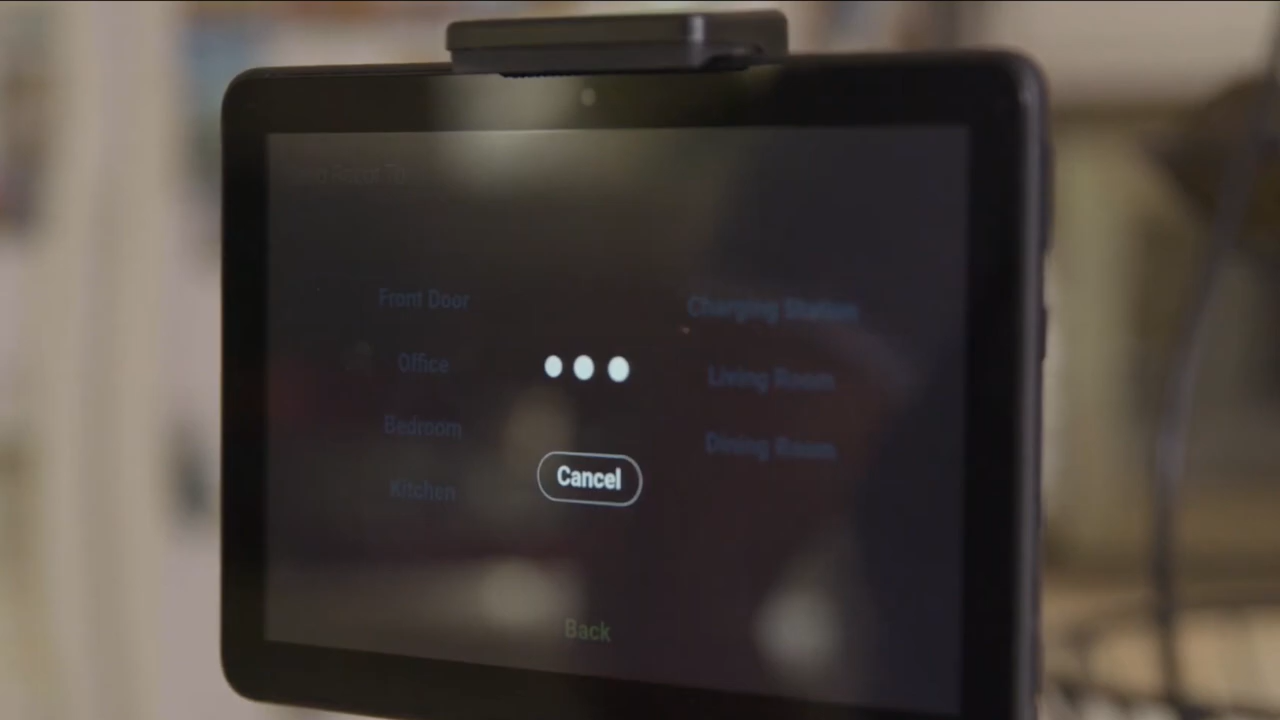 Front Door
Office
Bedroom
Kitchen
Charging Station
Living Room
Dining Room
Cancel
Back